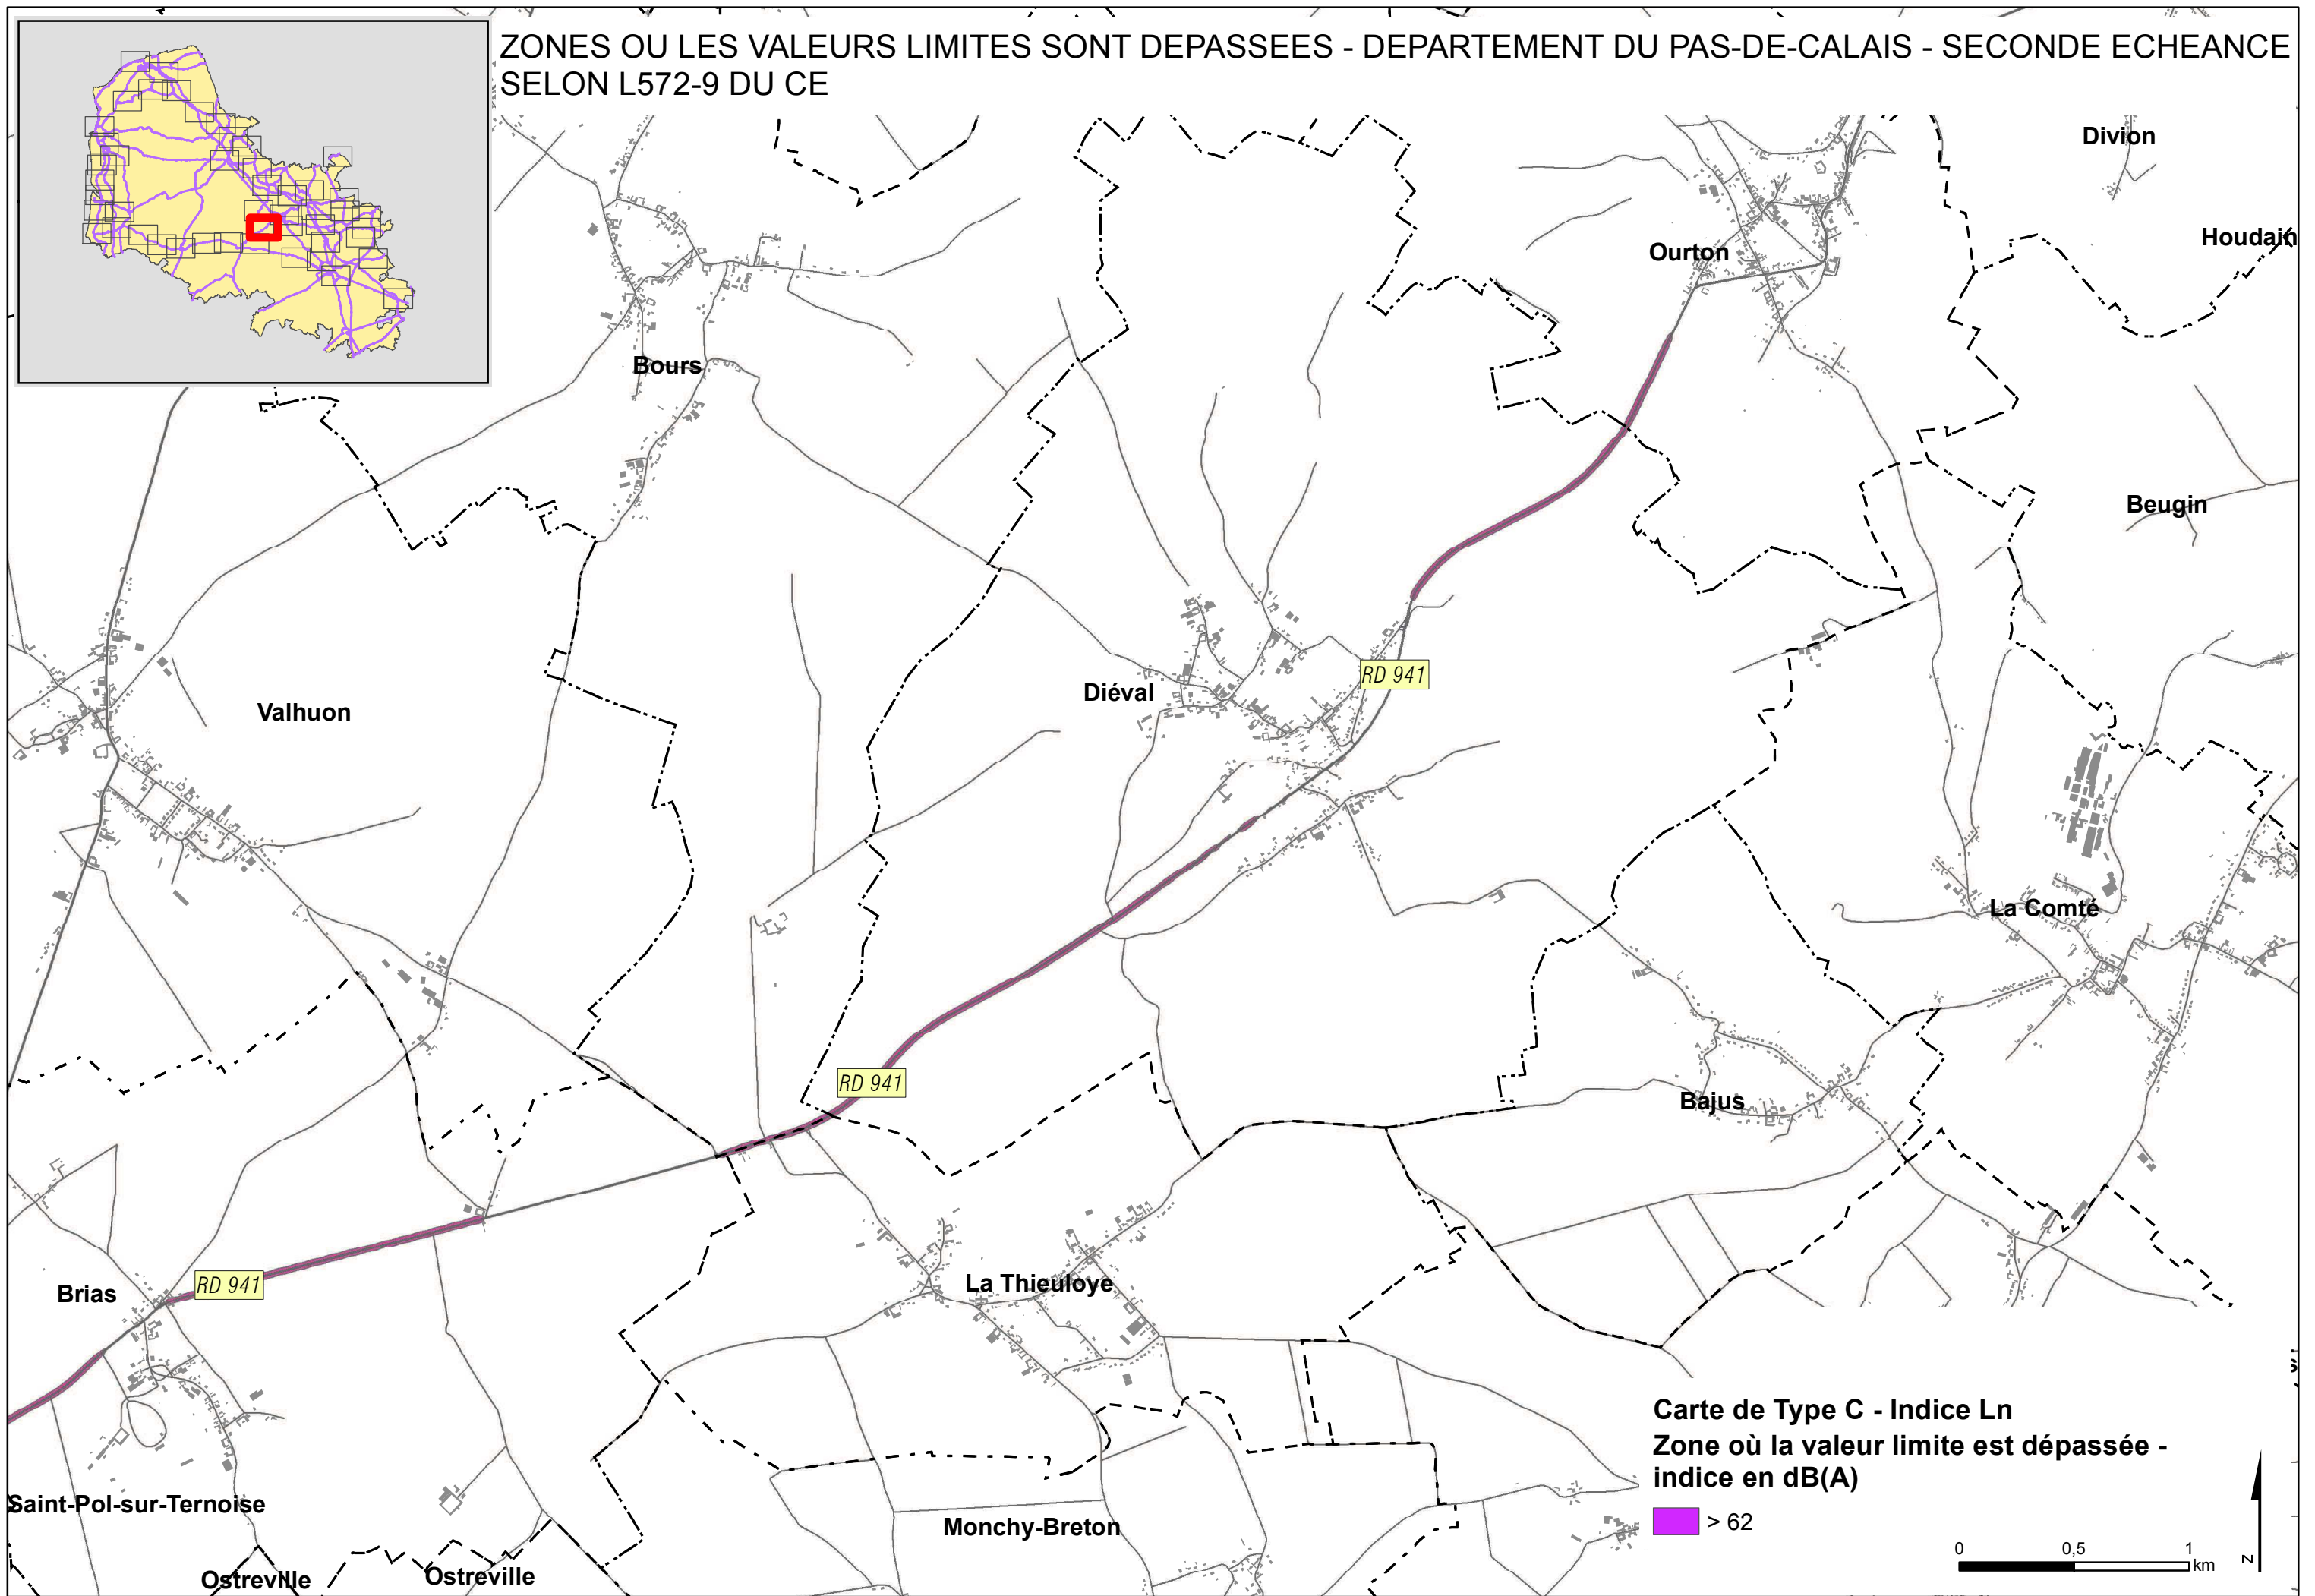 ZONES OU LES VALEURS LIMITES SONT DEPASSEES - DEPARTEMENT DU PAS-DE-CALAIS - SECONDE ECHEANCE
SELON L572-9 DU CE
Divion
Houdain
Ourton
Bours
Beugin
RD 941
Diéval
Valhuon
La Comté
RD 941
Bajus
La Thieuloye
RD 941
Brias
Saint-Pol-sur-Ternoise
Monchy-Breton
Ostreville
Ostreville
Carte de Type C - Indice Ln
Zone où la valeur limite est dépassée -
indice en dB(A)
> 62
0 0,5 1
km
N